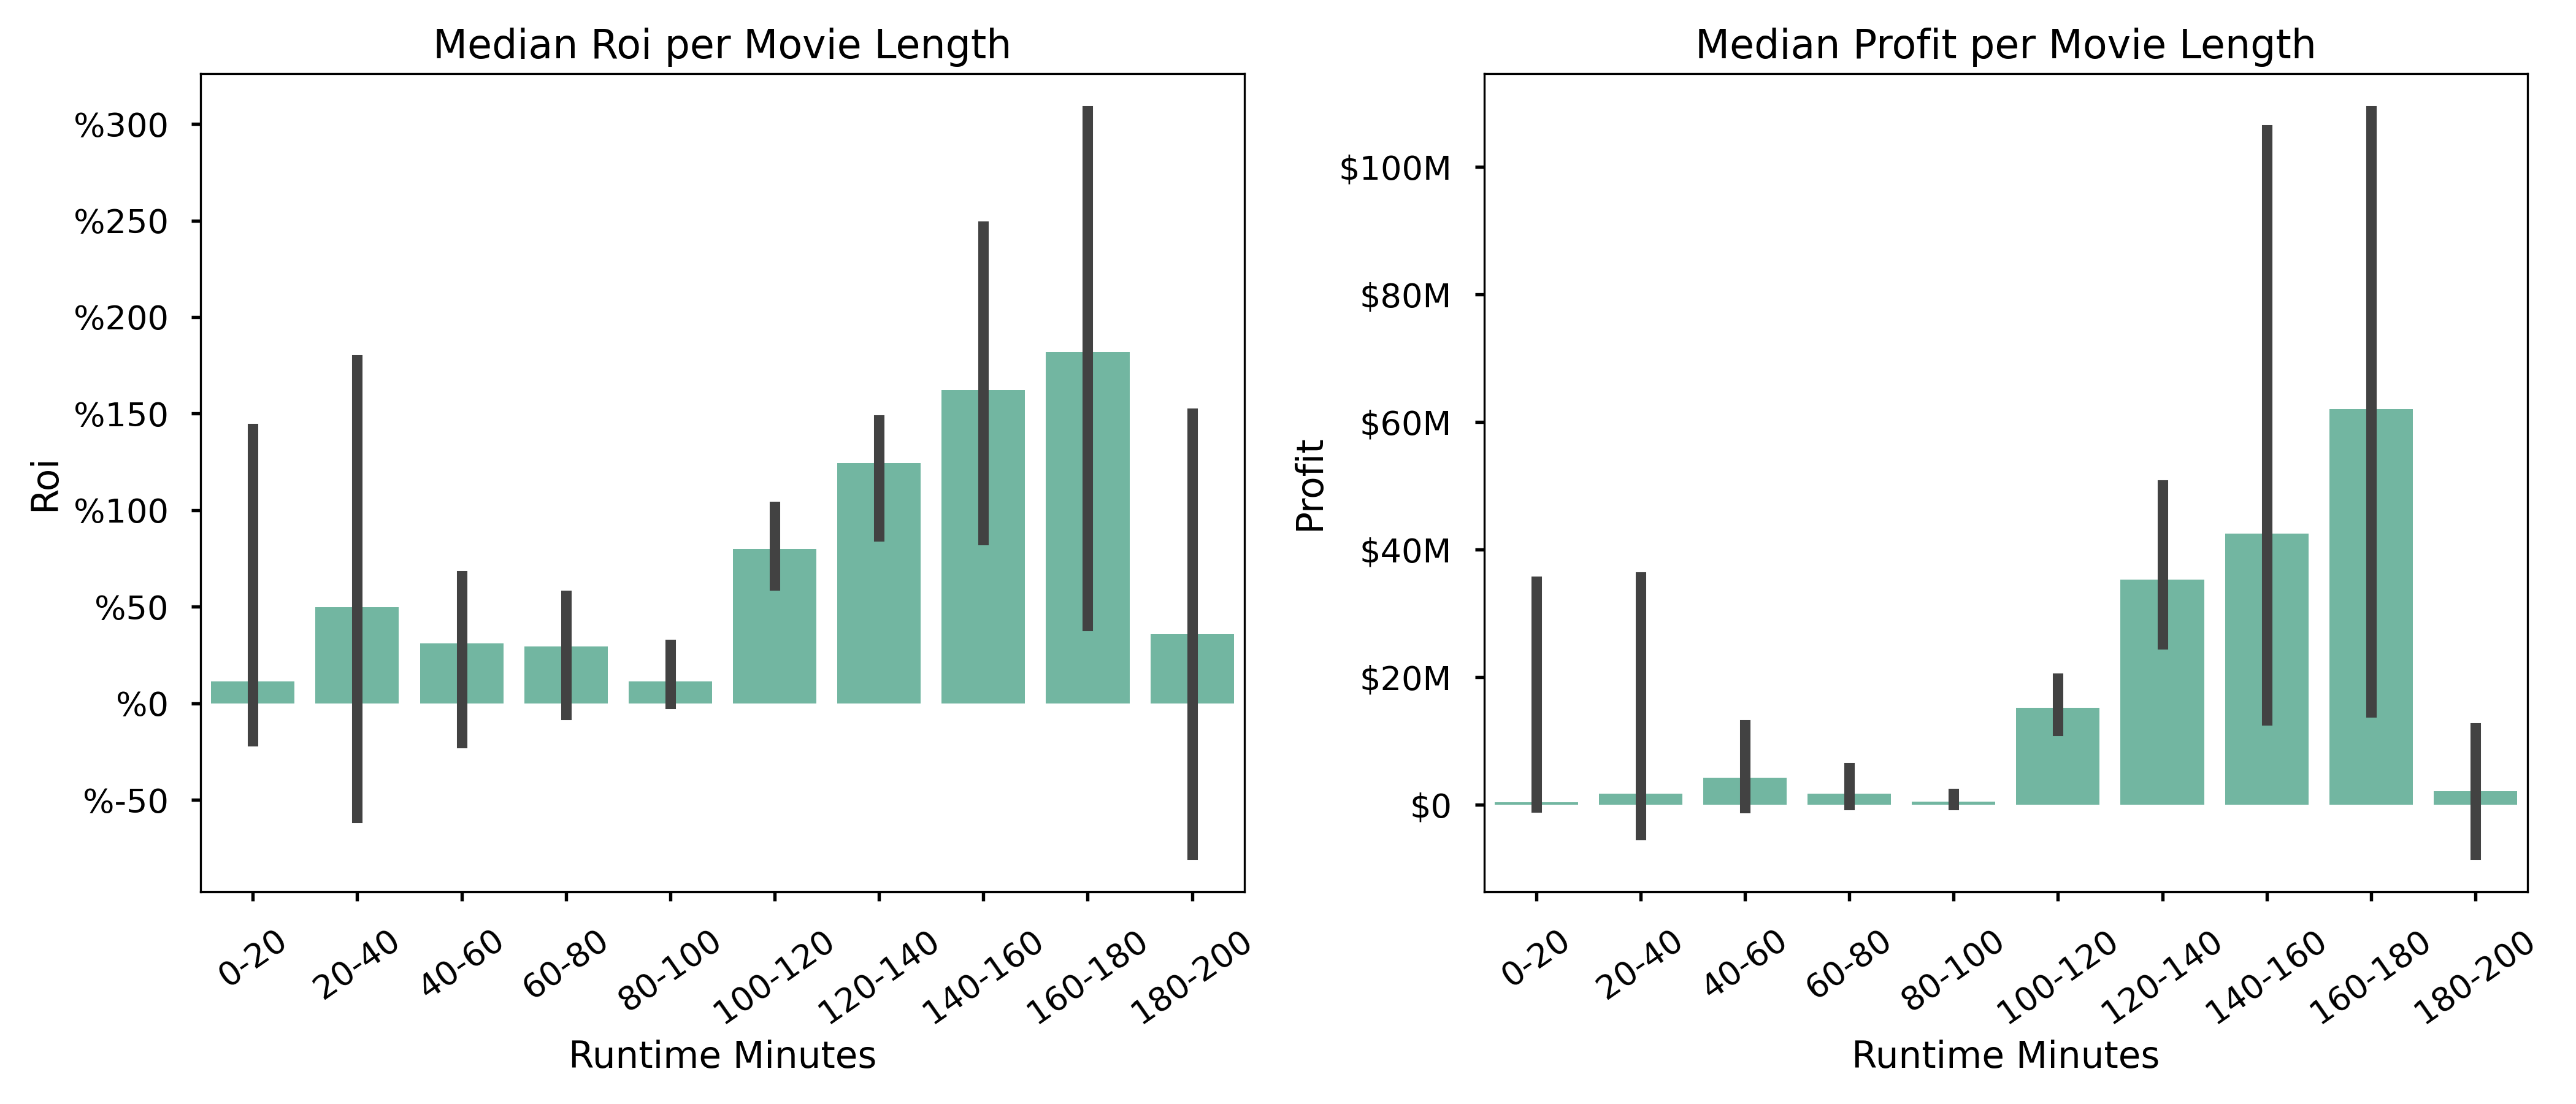 Median Roi per Movie Length
%300
%250
%200
%150
%100
%50
%0
%-50
Roi
0-20
20-40
40-60
60-80
80-100
100-120
120-140
140-160
160-180
180-200
Runtime Minutes
Median Profit per Movie Length
$100M
$80M
$60M
$40M
$20M
$0
Profit
0-20
20-40
40-60
60-80
80-100
100-120
120-140
140-160
160-180
180-200
Runtime Minutes